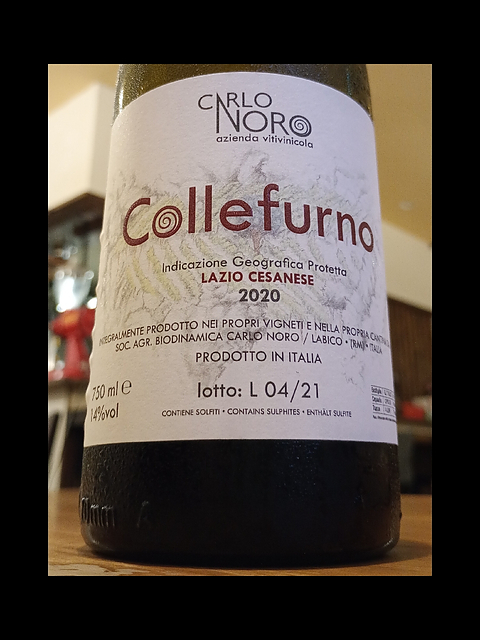 CARLO
NORO
azienda vitivinicola
Collefurno
Indicazione Geografica Protetta
LAZIO CESANESE
2020
INTEGRALMENTE PRODOTTO NEI PROPRI VIGNETI E NELLA PROPRIA CANTINA
SOC. AGR. BIODINAMICA CARLO NORO / LABICO • (RM) • ITALIA
PRODOTTO IN ITALIA
750 ml e
14%vol
lotto: L 04/21
CONTIENE SOLFITI • CONTAINS SULPHITES • ENTHÄLT SULFITE